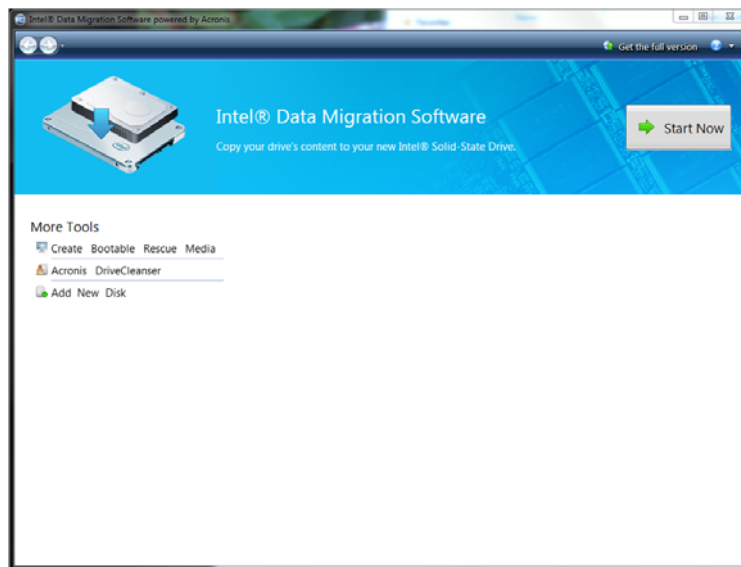 Intel® Data Migration Software powered by Acronis
Get the full version
Intel® Data Migration Software
Copy your drive's content to your new Intel® Solid-State Drive.
Start Now
More Tools
Create Bootable Rescue Media
Acronis DriveCleanser
Add New Disk